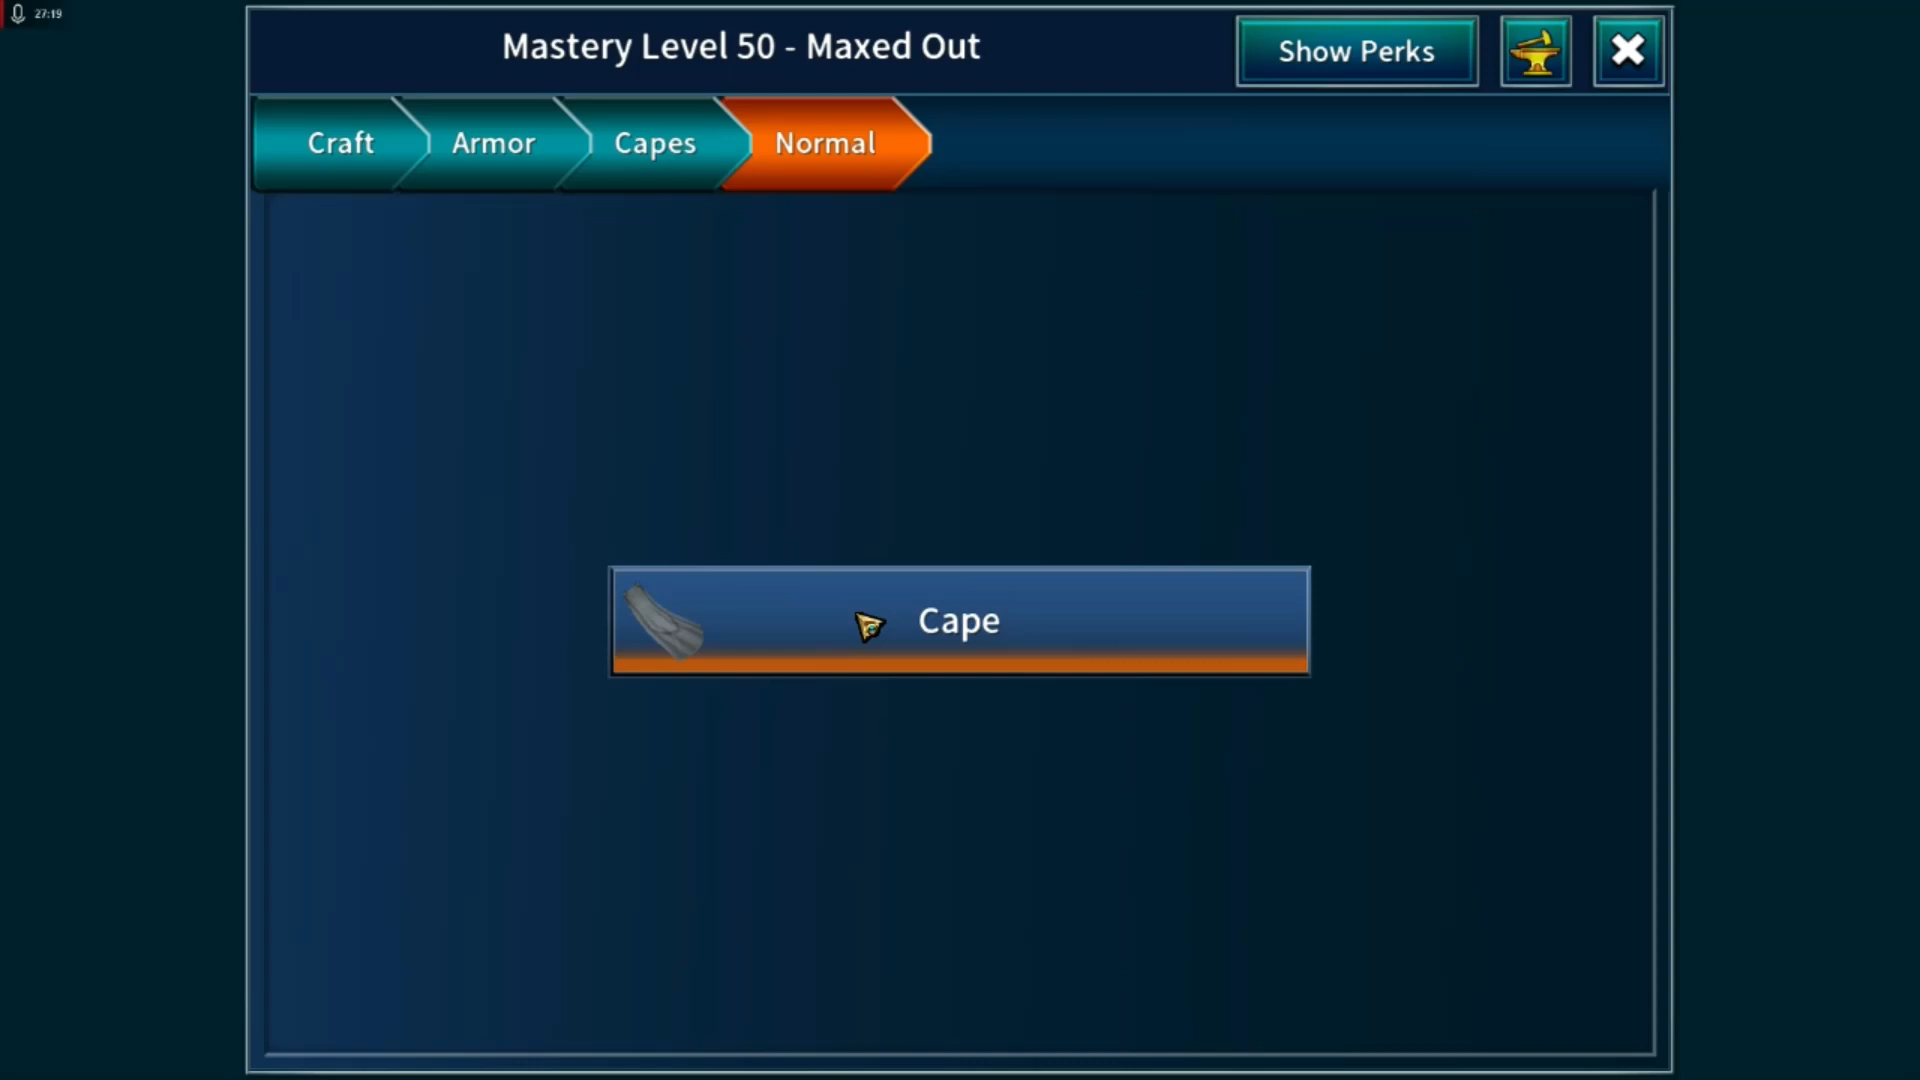 27:19
Mastery Level 50 - Maxed Out
Show Perks
Craft
Armor
Capes
Normal
Cape